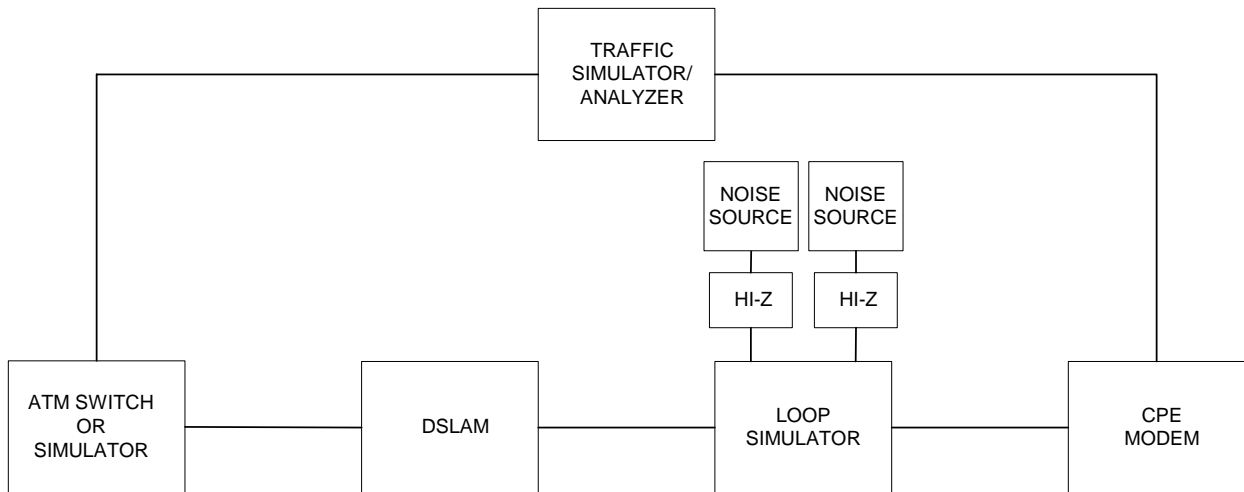 TRAFFIC
SIMULATOR/
ANALYZER
NOISE
SOURCE
NOISE
SOURCE
HI-Z
HI-Z
ATM SWITCH
OR
SIMULATOR
DSLAM
LOOP
SIMULATOR
CPE
MODEM